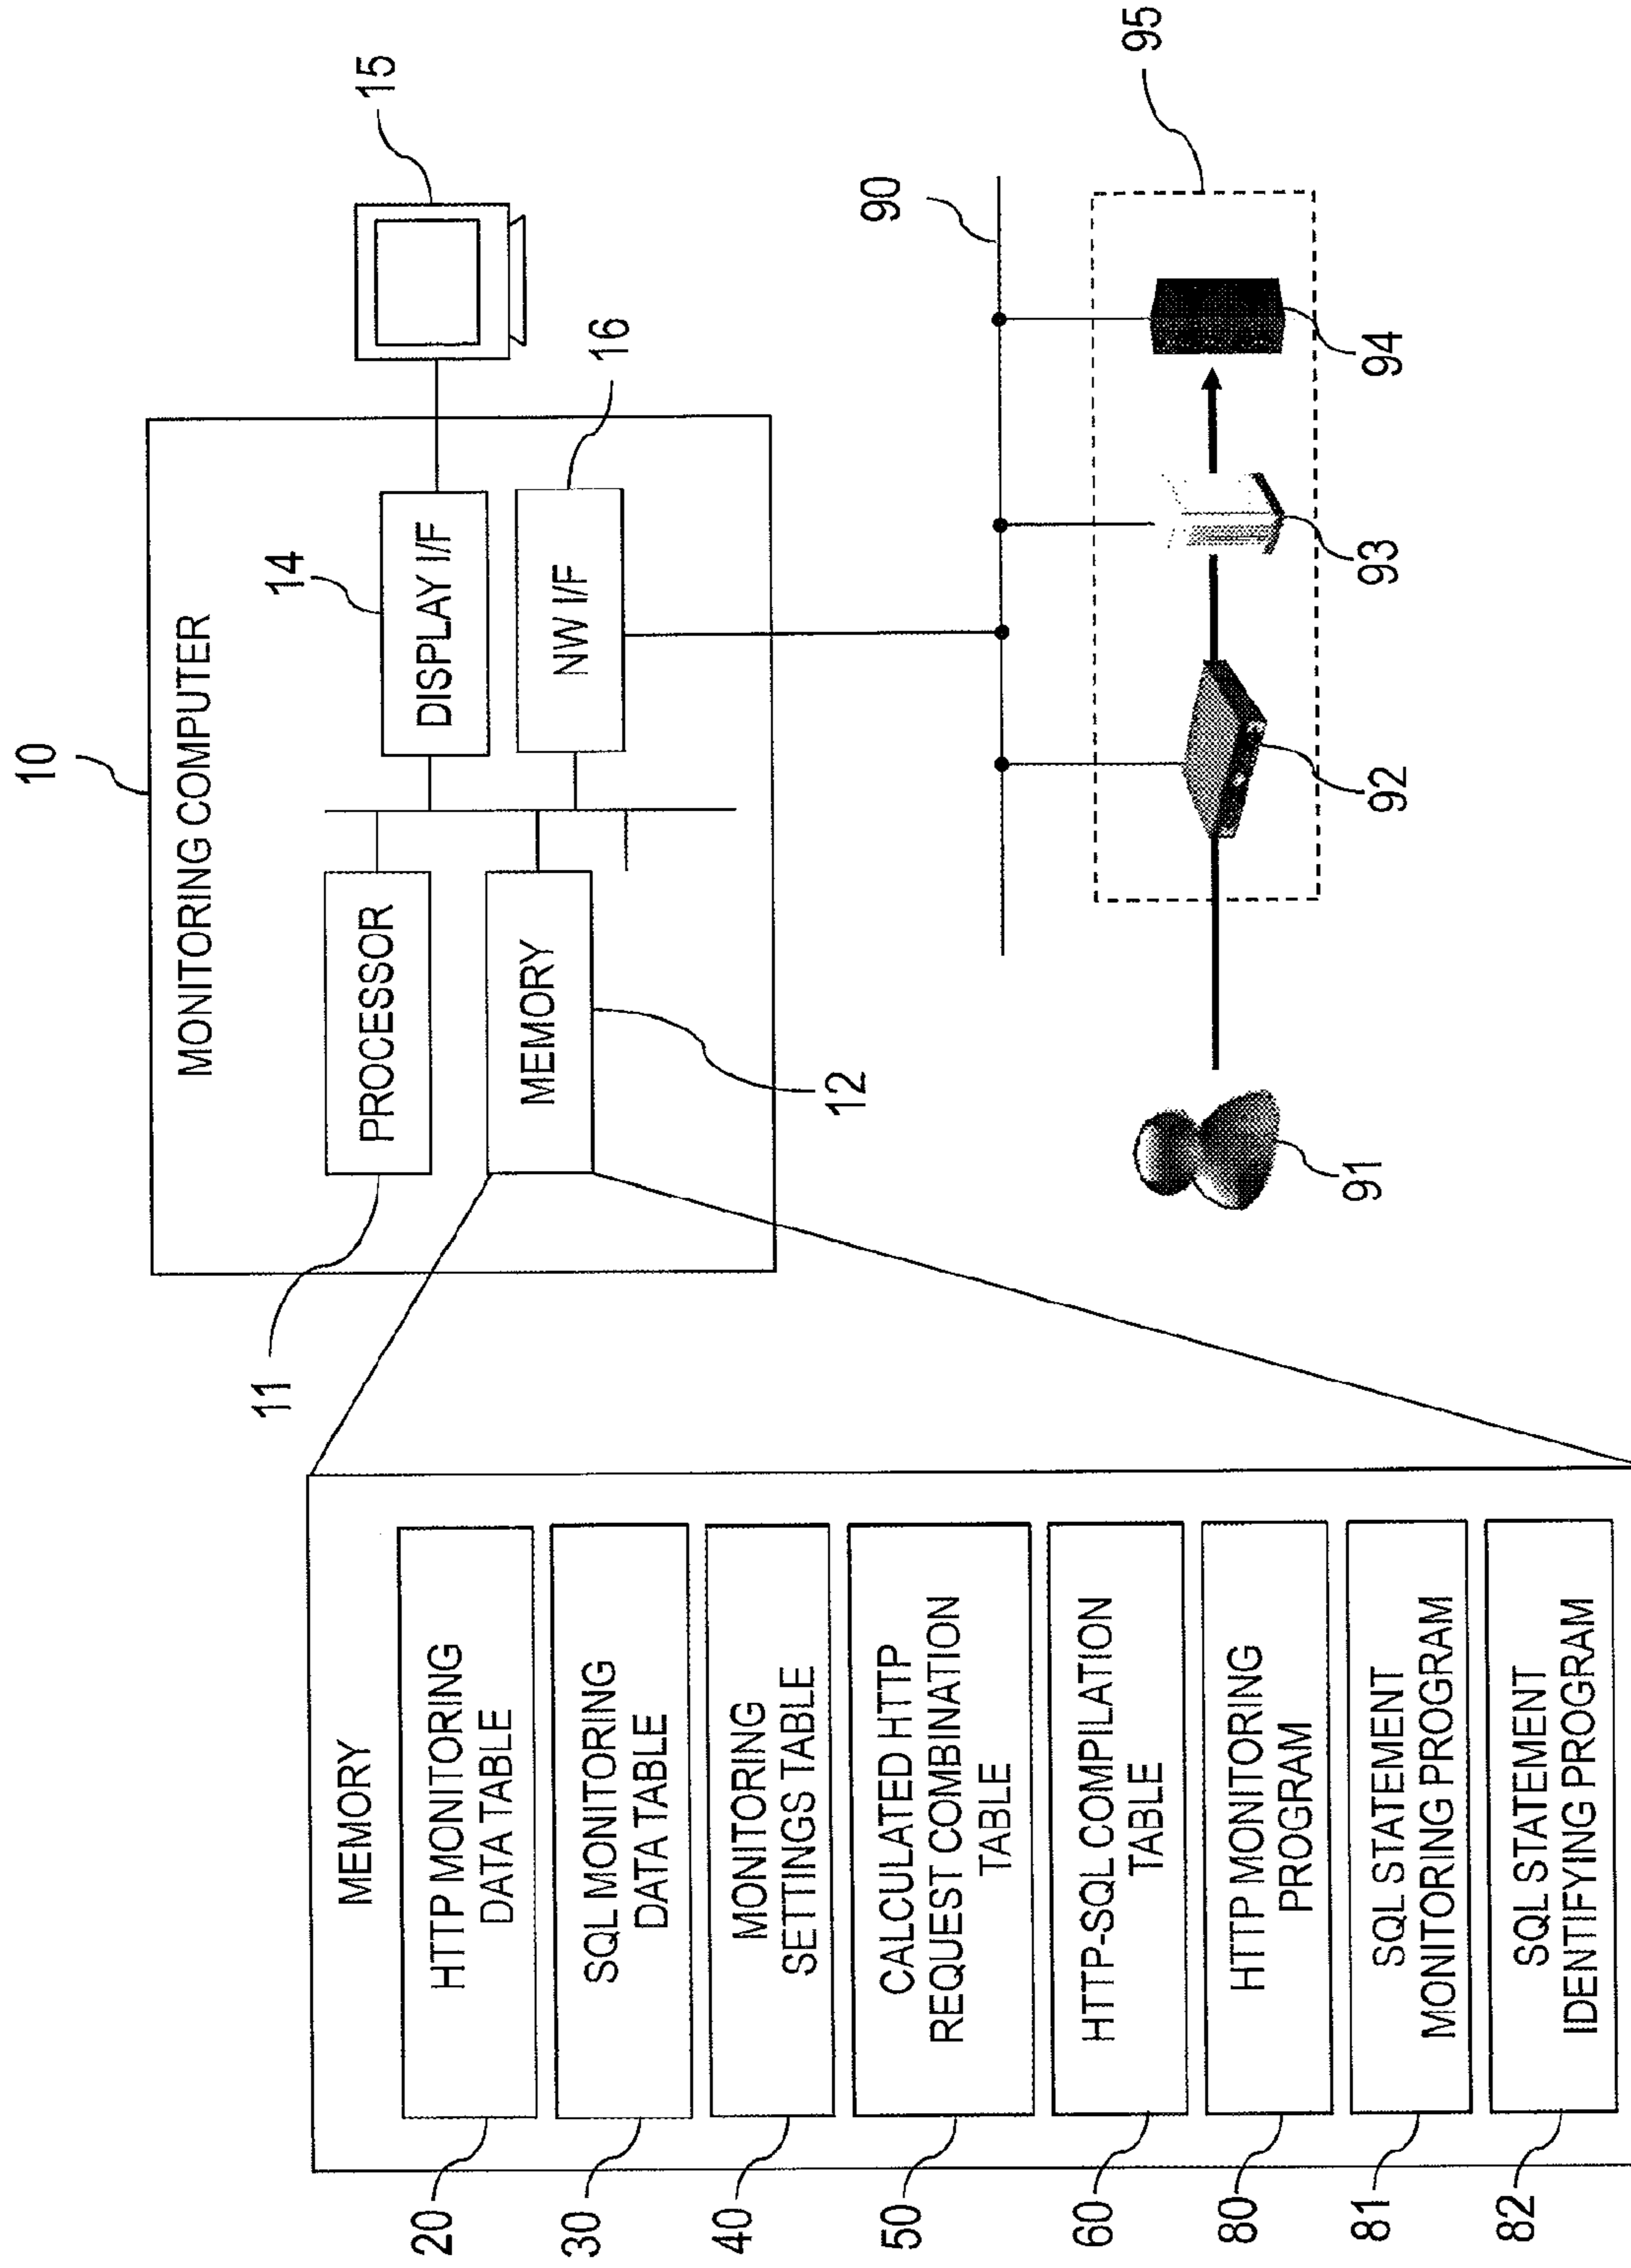 10
MONITORING COMPUTER
11
PROCESSOR
14
DISPLAY I/F
15
MEMORY
12
NW I/F
16
90
95
91
92
93
94
MEMORY
20
HTTP MONITORING
DATA TABLE
30
SQL MONITORING
DATA TABLE
40
MONITORING
SETTINGS TABLE
50
CALCULATED HTTP
REQUEST COMBINATION
TABLE
60
HTTP-SQL COMPILATION
TABLE
80
HTTP MONITORING
PROGRAM
81
SQL STATEMENT
MONITORING PROGRAM
82
SQL STATEMENT
IDENTIFYING PROGRAM